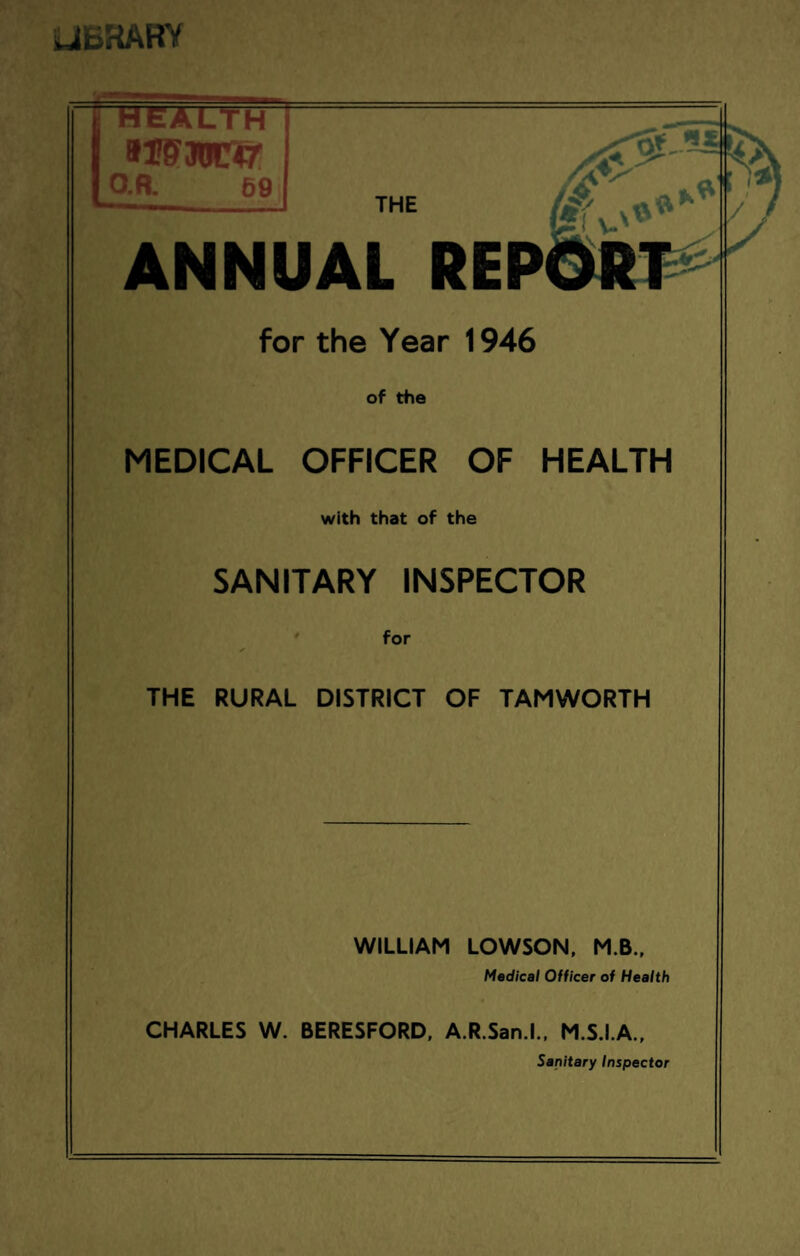 LIBRARY
HEALTH
O.R. 69
THE
ANNUAL REPORT
for the Year 1946
of the
MEDICAL OFFICER OF HEALTH
with that of the
SANITARY INSPECTOR
for
THE RURAL DISTRICT OF TAMWORTH
WILLIAM LOWSON, M.B.,
Medical Officer of Health
CHARLES W. BERESFORD, A.R.San.I., M.S.I.A.,
Sanitary Inspector